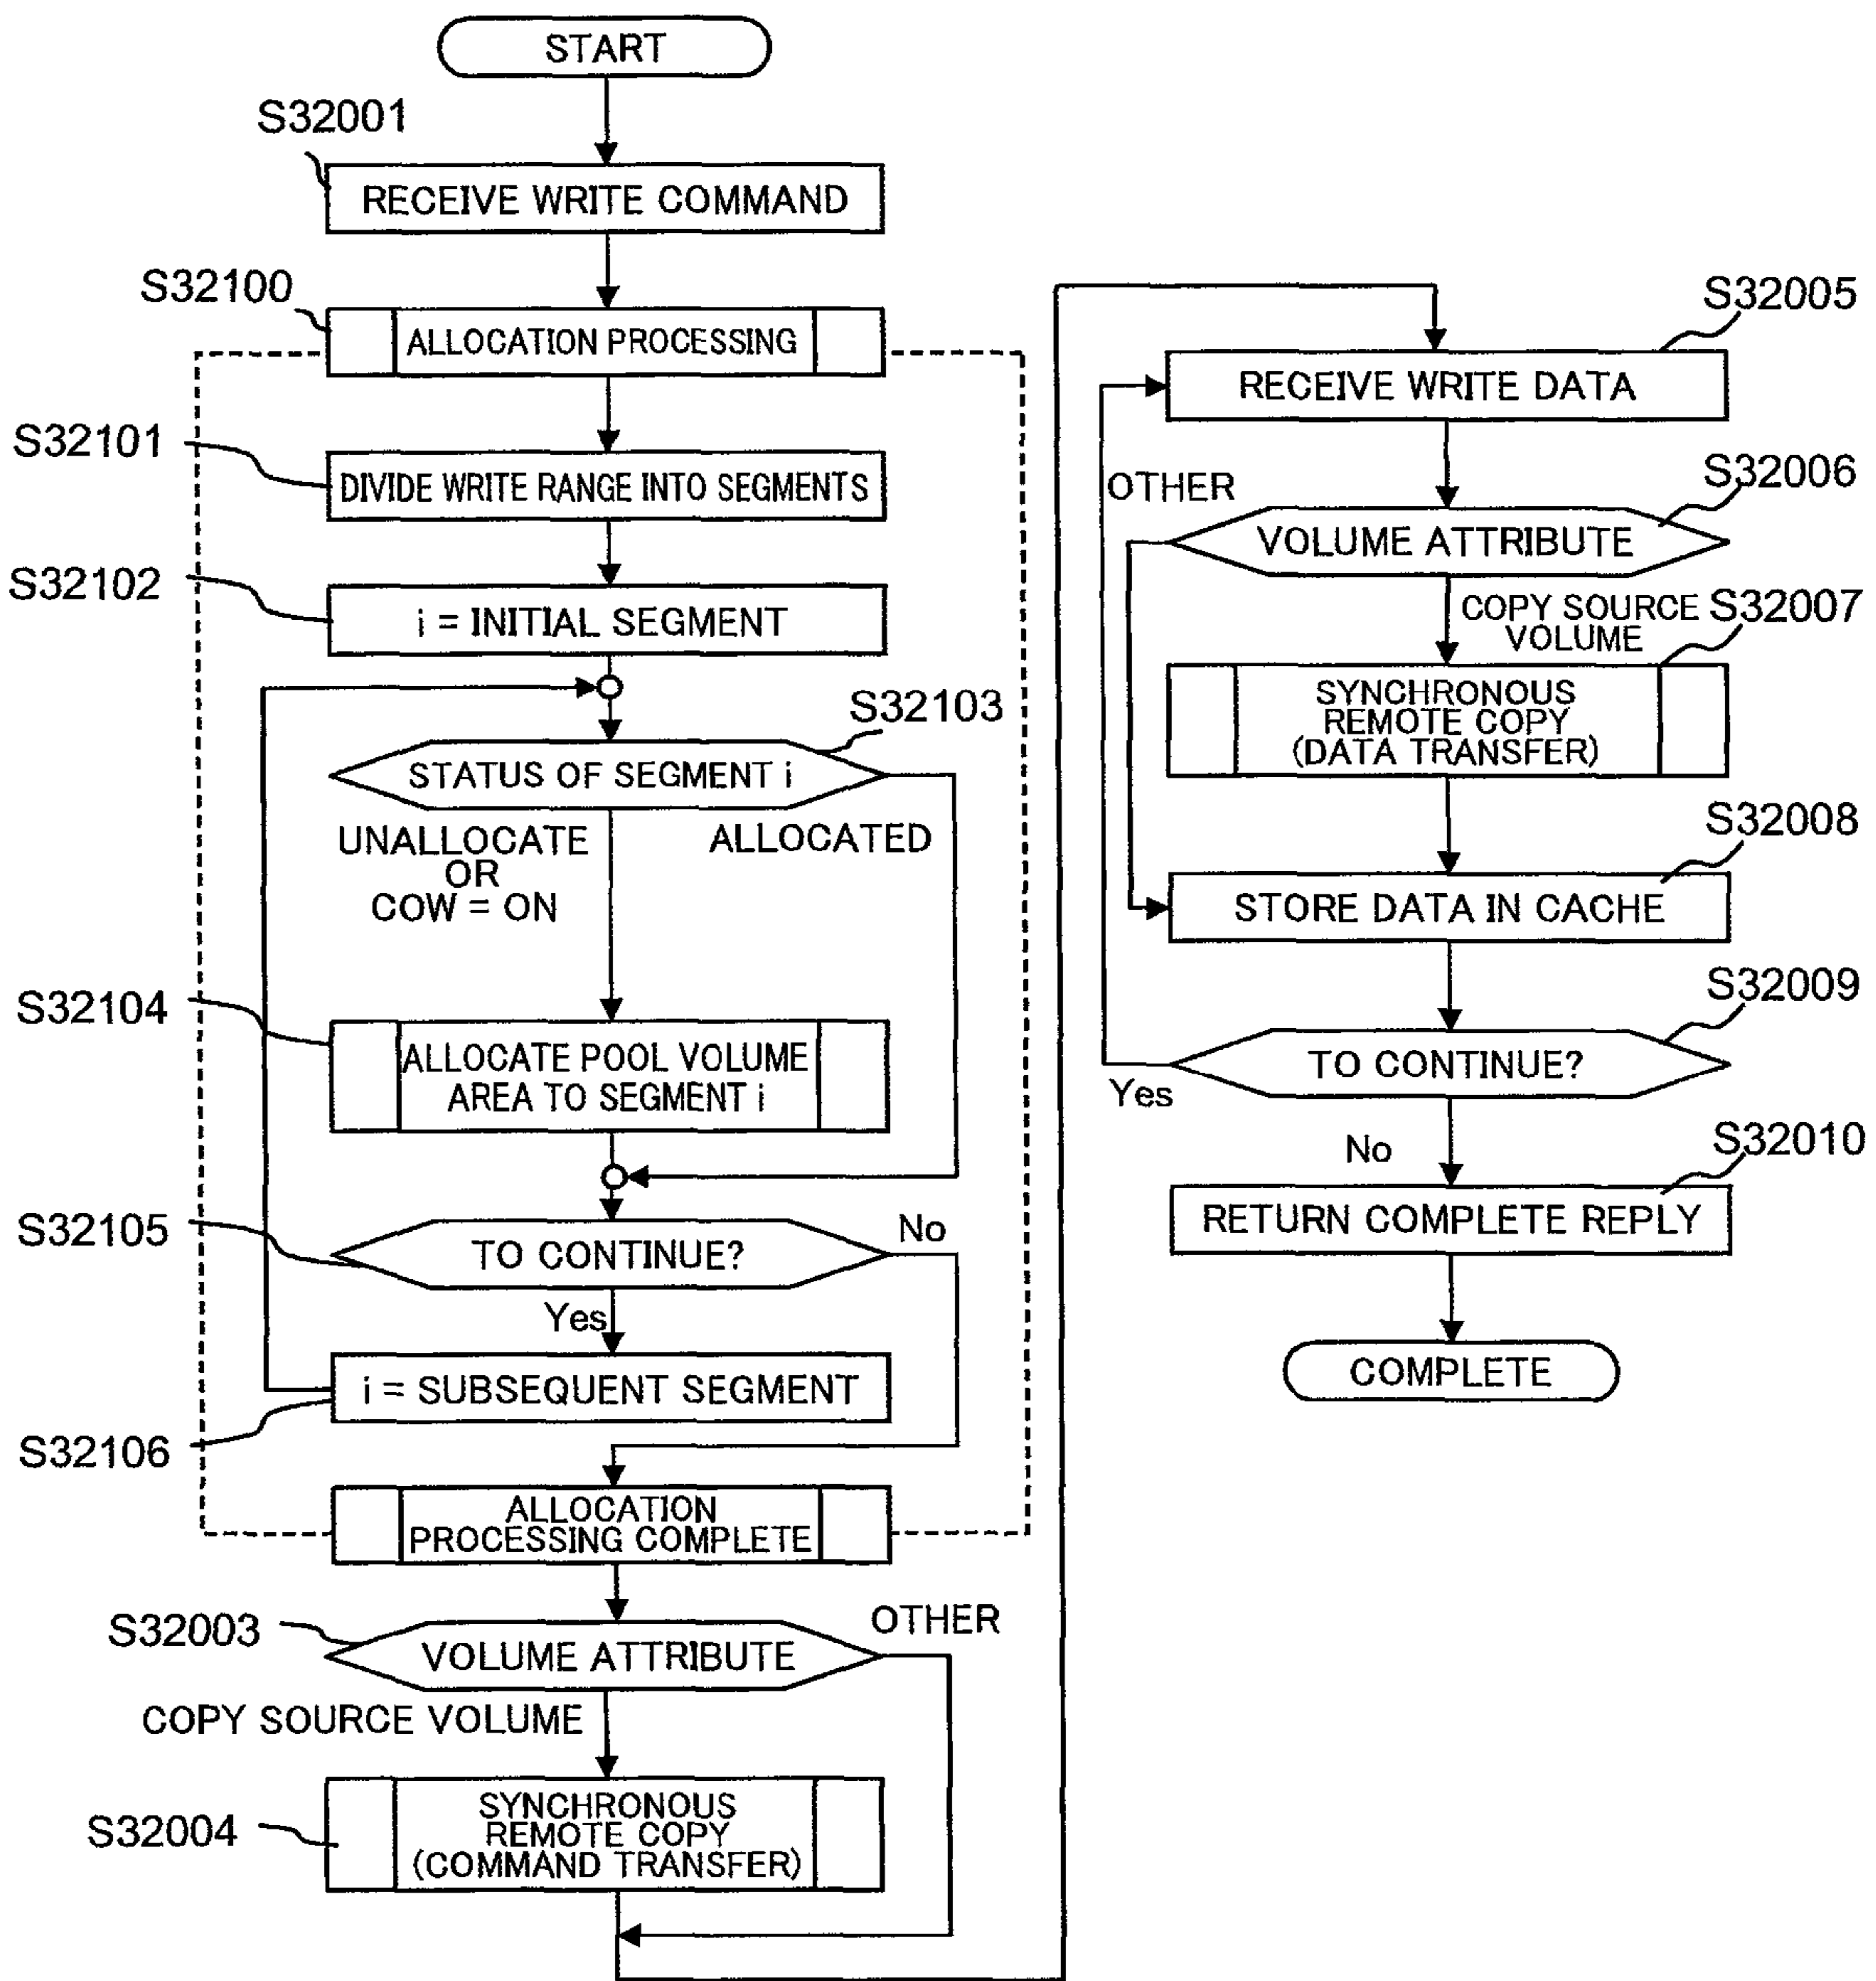 START
S32001
RECEIVE WRITE COMMAND
S32100
ALLOCATION PROCESSING
S32101
DIVIDE WRITE RANGE INTO SEGMENTS
S32102
i = INITIAL SEGMENT
S32103
STATUS OF SEGMENT i
UNALLOCATE
OR
COW = ON
ALLOCATED
S32104
ALLOCATE POOL VOLUME
AREA TO SEGMENT i
S32105
TO CONTINUE?
No
Yes
i = SUBSEQUENT SEGMENT
S32106
ALLOCATION
PROCESSING COMPLETE
S32003
VOLUME ATTRIBUTE
OTHER
COPY SOURCE VOLUME
S32004
SYNCHRONOUS
REMOTE COPY
(COMMAND TRANSFER)
S32005
RECEIVE WRITE DATA
S32006
OTHER
VOLUME ATTRIBUTE
COPY SOURCE
VOLUME
S32007
SYNCHRONOUS
REMOTE COPY
(DATA TRANSFER)
S32008
STORE DATA IN CACHE
S32009
TO CONTINUE?
Yes
No
S32010
RETURN COMPLETE REPLY
COMPLETE